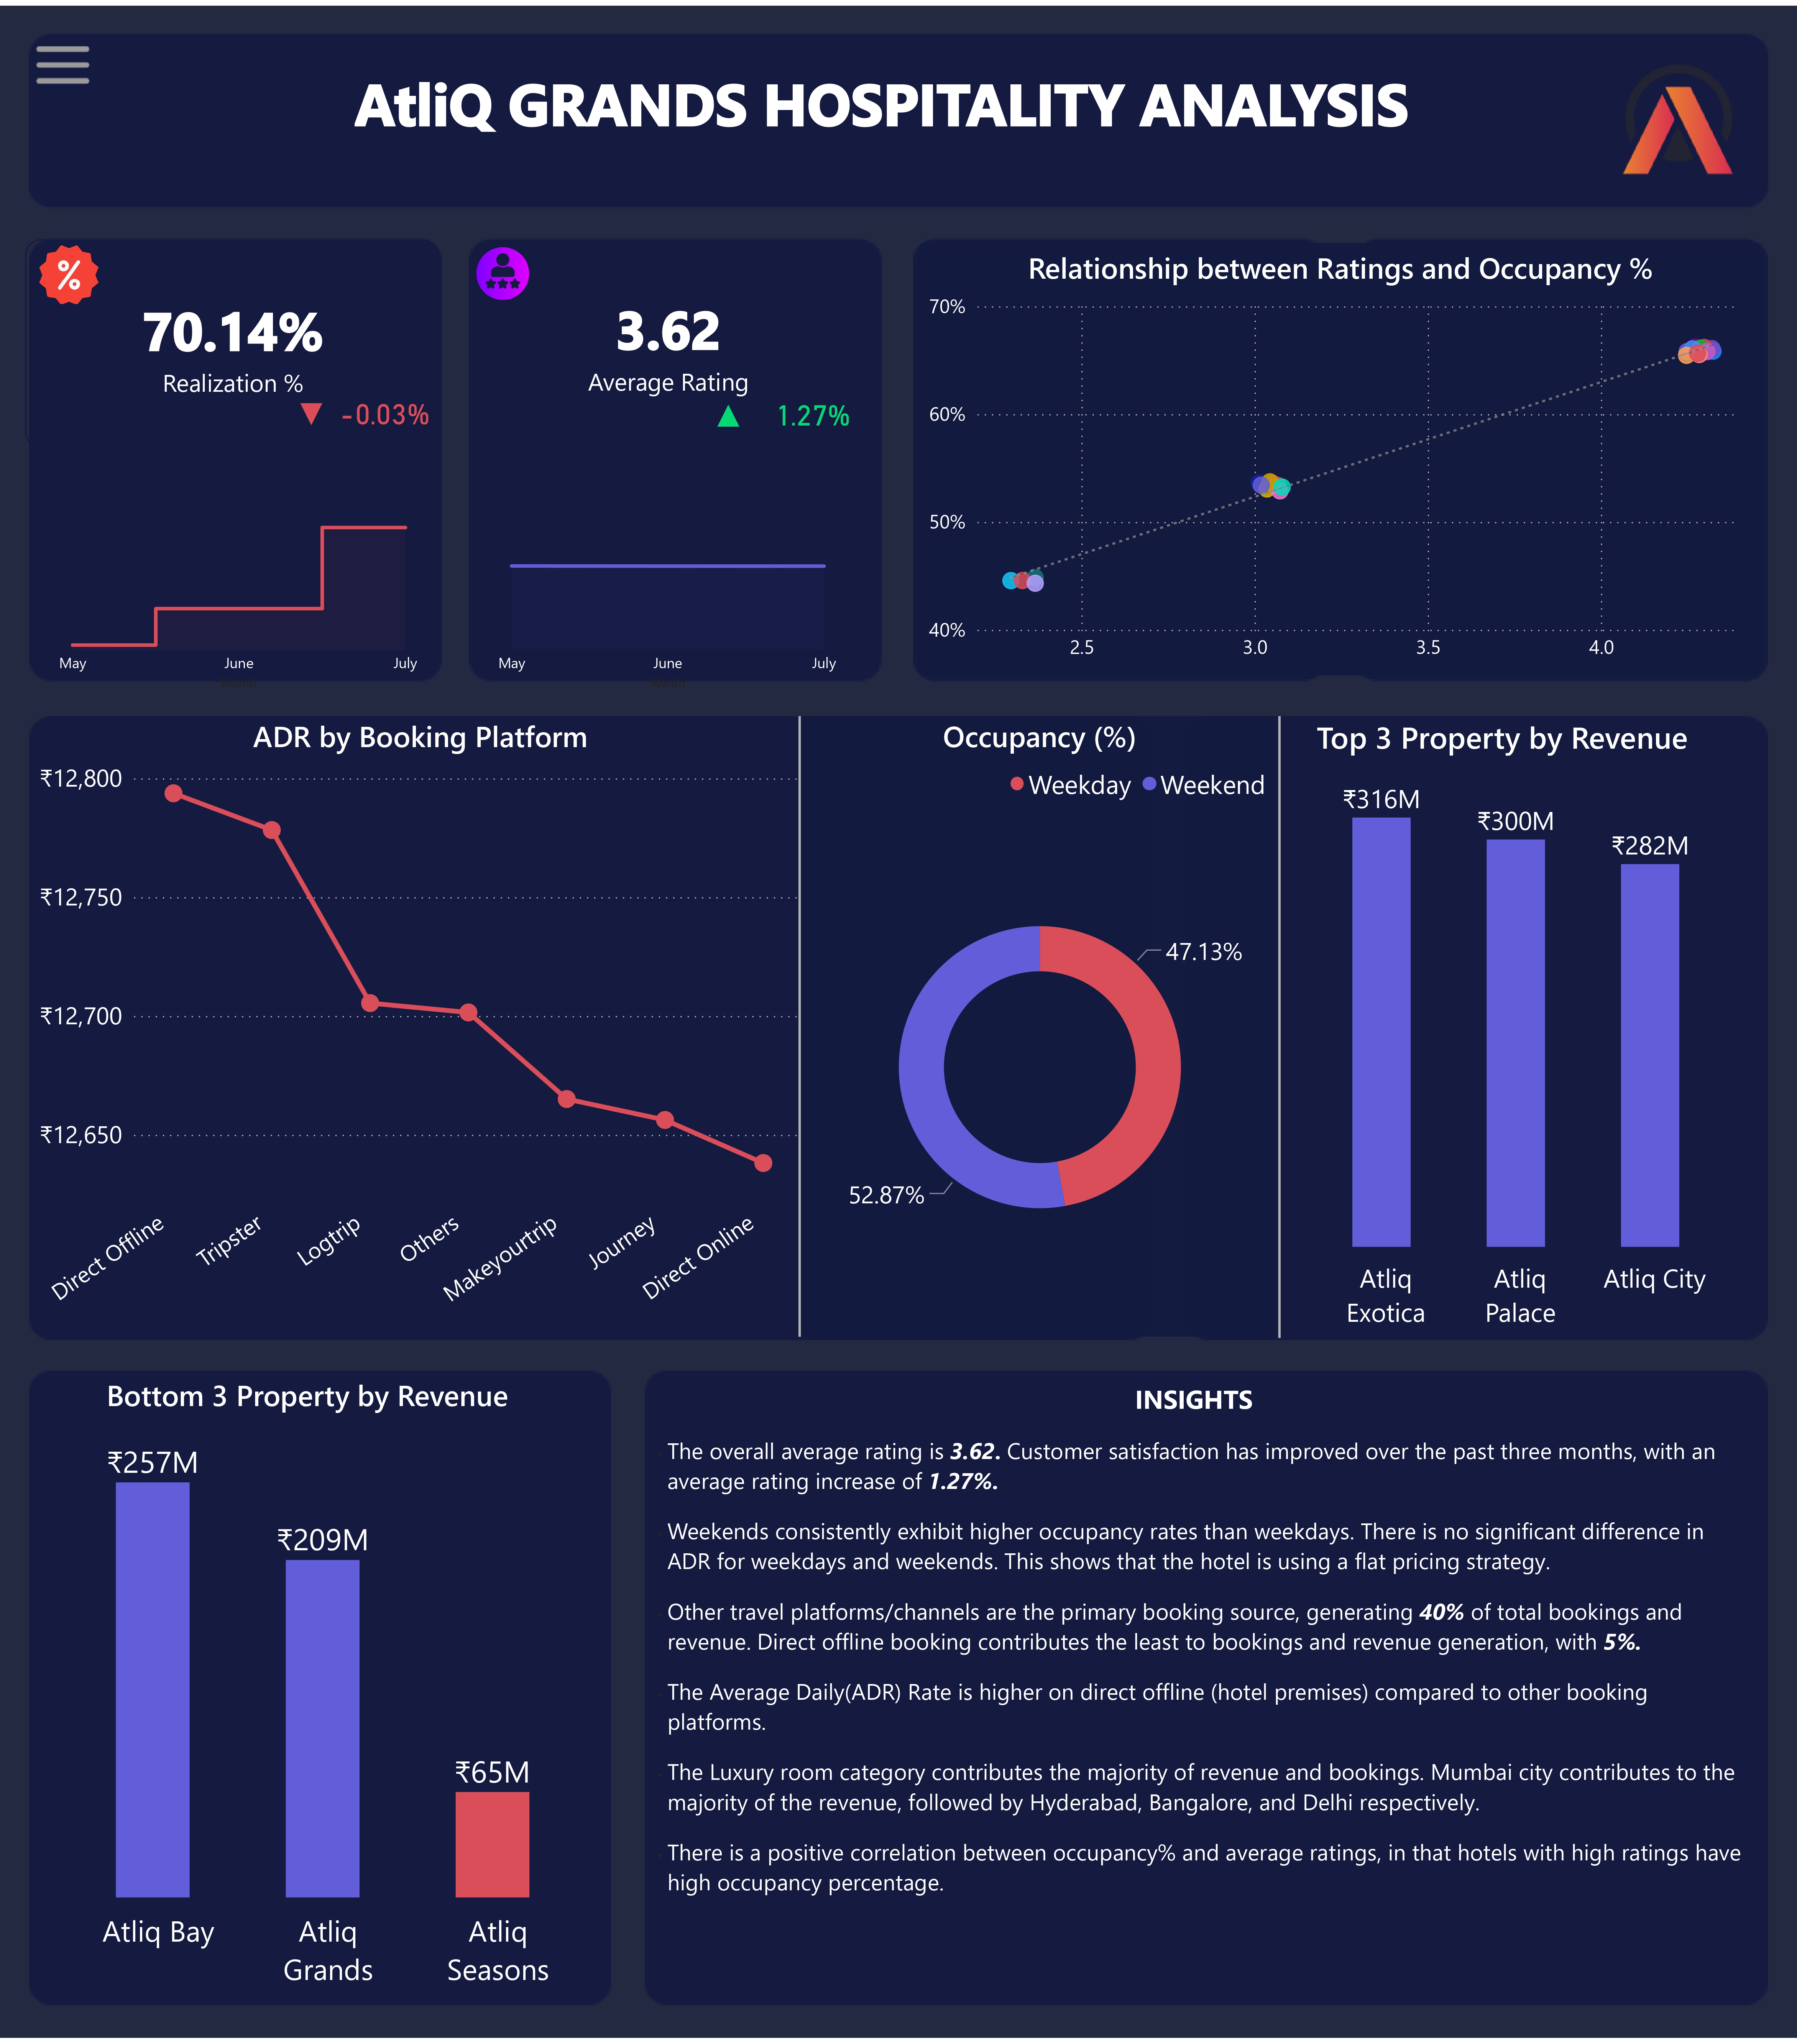 AtliQ GRANDS HOSPITALITY ANALYSIS
%
70.14%
Realization %
▼ -0.03%
May
June
July
3.62
Average Rating
▲ 1.27%
May
June
July
Relationship between Ratings and Occupancy %
70%
60%
50%
40%
2.5
3.0
3.5
4.0
ADR by Booking Platform
₹12,800
₹12,750
₹12,700
₹12,650
Direct Offline
Tripster
Logtrip
Others
Makeyourtrip
Journey
Direct Online
Occupancy (%)
Weekday
Weekend
47.13%
52.87%
Top 3 Property by Revenue
₹316M
₹300M
₹282M
Atliq
Exotica
Atliq
Palace
Atliq City
Bottom 3 Property by Revenue
₹257M
₹209M
₹65M
Atliq Bay
Atliq
Grands
Atliq
Seasons
INSIGHTS
The overall average rating is 3.62. Customer satisfaction has improved over the past three months, with an
average rating increase of 1.27%.
Weekends consistently exhibit higher occupancy rates than weekdays. There is no significant difference in
ADR for weekdays and weekends. This shows that the hotel is using a flat pricing strategy.
Other travel platforms/channels are the primary booking source, generating 40% of total bookings and
revenue. Direct offline booking contributes the least to bookings and revenue generation, with 5%.
The Average Daily(ADR) Rate is higher on direct offline (hotel premises) compared to other booking
platforms.
The Luxury room category contributes the majority of revenue and bookings. Mumbai city contributes to the
majority of the revenue, followed by Hyderabad, Bangalore, and Delhi respectively.
There is a positive correlation between occupancy% and average ratings, in that hotels with high ratings have
high occupancy percentage.